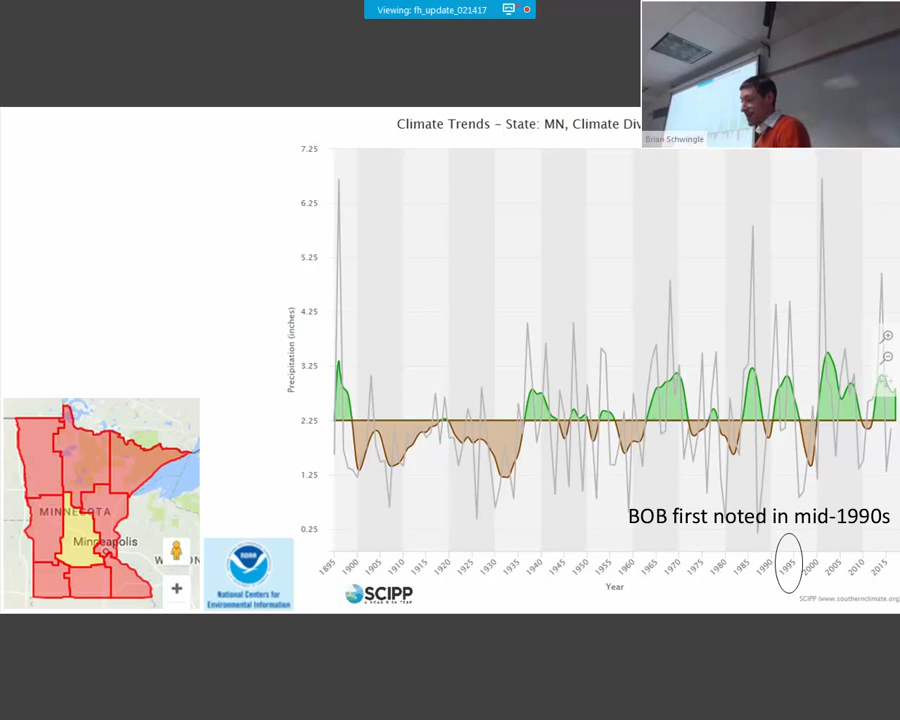 Viewing: fh_update_021417
Brian Schwingle
Climate Trends – State: MN, Climate Div
7.25
6.25
5.25
4.25
3.25
2.25
1.25
0.25
Precipitation (inches)
BOB first noted in mid-1990s
1895
1900
1905
1910
1915
1920
1925
1930
1935
1940
1945
1950
1955
1960
1965
1970
1975
1980
1985
1990
1995
2000
2005
2010
2015
Year
SCIPP (www.southernclimate.org)
SCIPP
MINNESOTA
Minneapolis
NOAA
National Centers for
Environmental Information